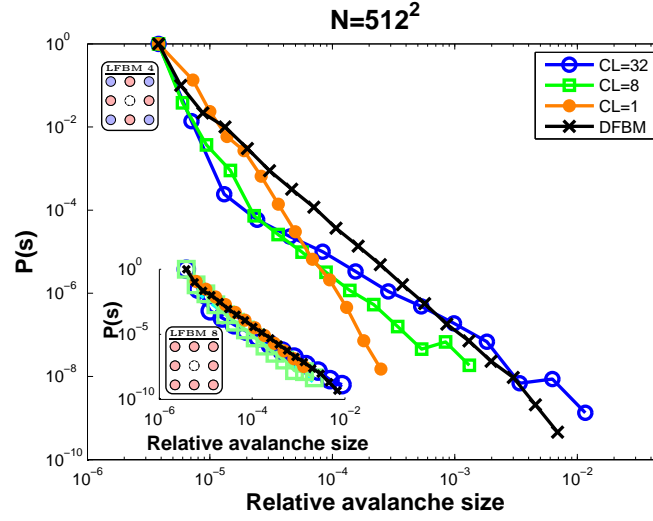 N=512²
10⁰
10⁻²
10⁻⁴
10⁻⁶
10⁻⁸
10⁻¹⁰
P(s)
LFBM 4
CL=32
CL=8
CL=1
DFBM
10⁰
10⁻⁵
10⁻¹⁰
P(s)
LFBM 8
10⁻⁶
10⁻⁴
10⁻²
Relative avalanche size
10⁻⁶
10⁻⁵
10⁻⁴
10⁻³
10⁻²
Relative avalanche size